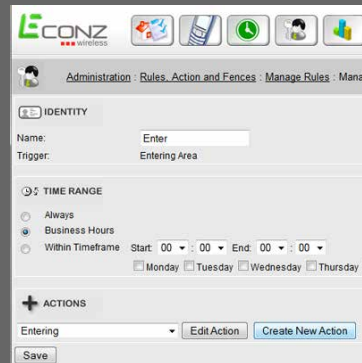 ECONZ
wireless
Administration : Rules, Action and Fences : Manage Rules : Mana
IDENTITY
Name: Enter
Trigger: Entering Area
TIME RANGE
Always
Business Hours
Within Timeframe Start: 00 : 00 End: 00 : 00
Monday Tuesday Wednesday Thursday
ACTIONS
Entering Edit Action Create New Action
Save